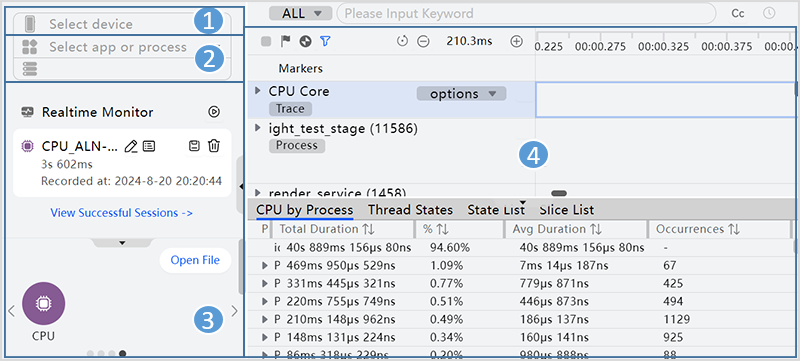 1
Select device
2
Select app or process
Realtime Monitor
CPU_ALN-...
3s 602ms
Recorded at: 2024-8-20 20:20:44
View Successful Sessions ->
Open File
CPU
3
ALL
Please Input Keyword
Cc
210.3ms
0.225 00:00.275 00:00.325 00:00.375 00:00.4
Markers
CPU Core
options
Trace
ight_test_stage (11586)
Process
4
render_service (1458)
CPU by Process Thread States State List Slice List
P Total Duration % Avg Duration Occurrences
ic 40s 889ms 156μs 80ns 94.60% 40s 889ms 156μs 80ns -
P 469ms 950μs 529ns 1.09% 7ms 14μs 187ns 67
P 331ms 445μs 321ns 0.77% 779μs 871ns 425
P 220ms 755μs 749ns 0.51% 446μs 873ns 494
P 210ms 148μs 962ns 0.49% 186μs 137ns 1129
P 148ms 131μs 224ns 0.34% 160μs 141ns 925
P 86ms 318μs 229ns 0.20% 980μs 888ns 88